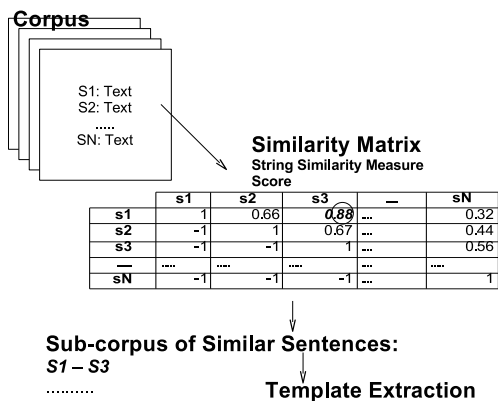 Corpus
S1: Text
S2: Text
.....
SN: Text
Similarity Matrix
String Similarity Measure
Score
s1 s2 s3 — sN
s1 1 0.66 0.88 ... 0.32
s2 -1 1 0.67 ... 0.44
s3 -1 -1 1 ... 0.56
— ..... ..... ..... ... .....
sN -1 -1 -1 ... 1
Sub-corpus of Similar Sentences:
S1 – S3
..........
Template Extraction